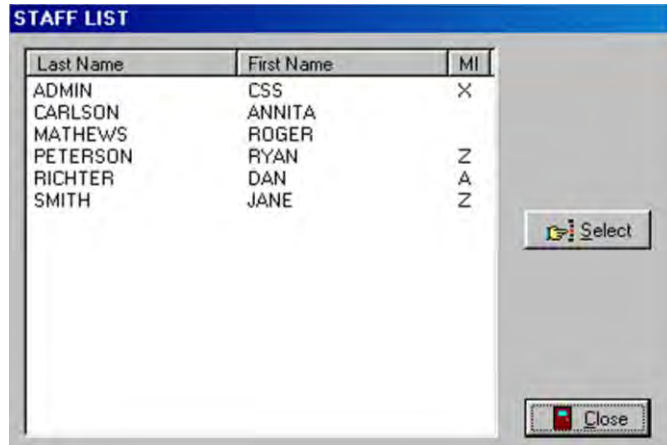 STAFF LIST
Last Name First Name MI
ADMIN CSS X
CARLSON ANNITA
MATHEWS ROGER
PETERSON RYAN Z
RICHTER DAN A
SMITH JANE Z
Select
Close